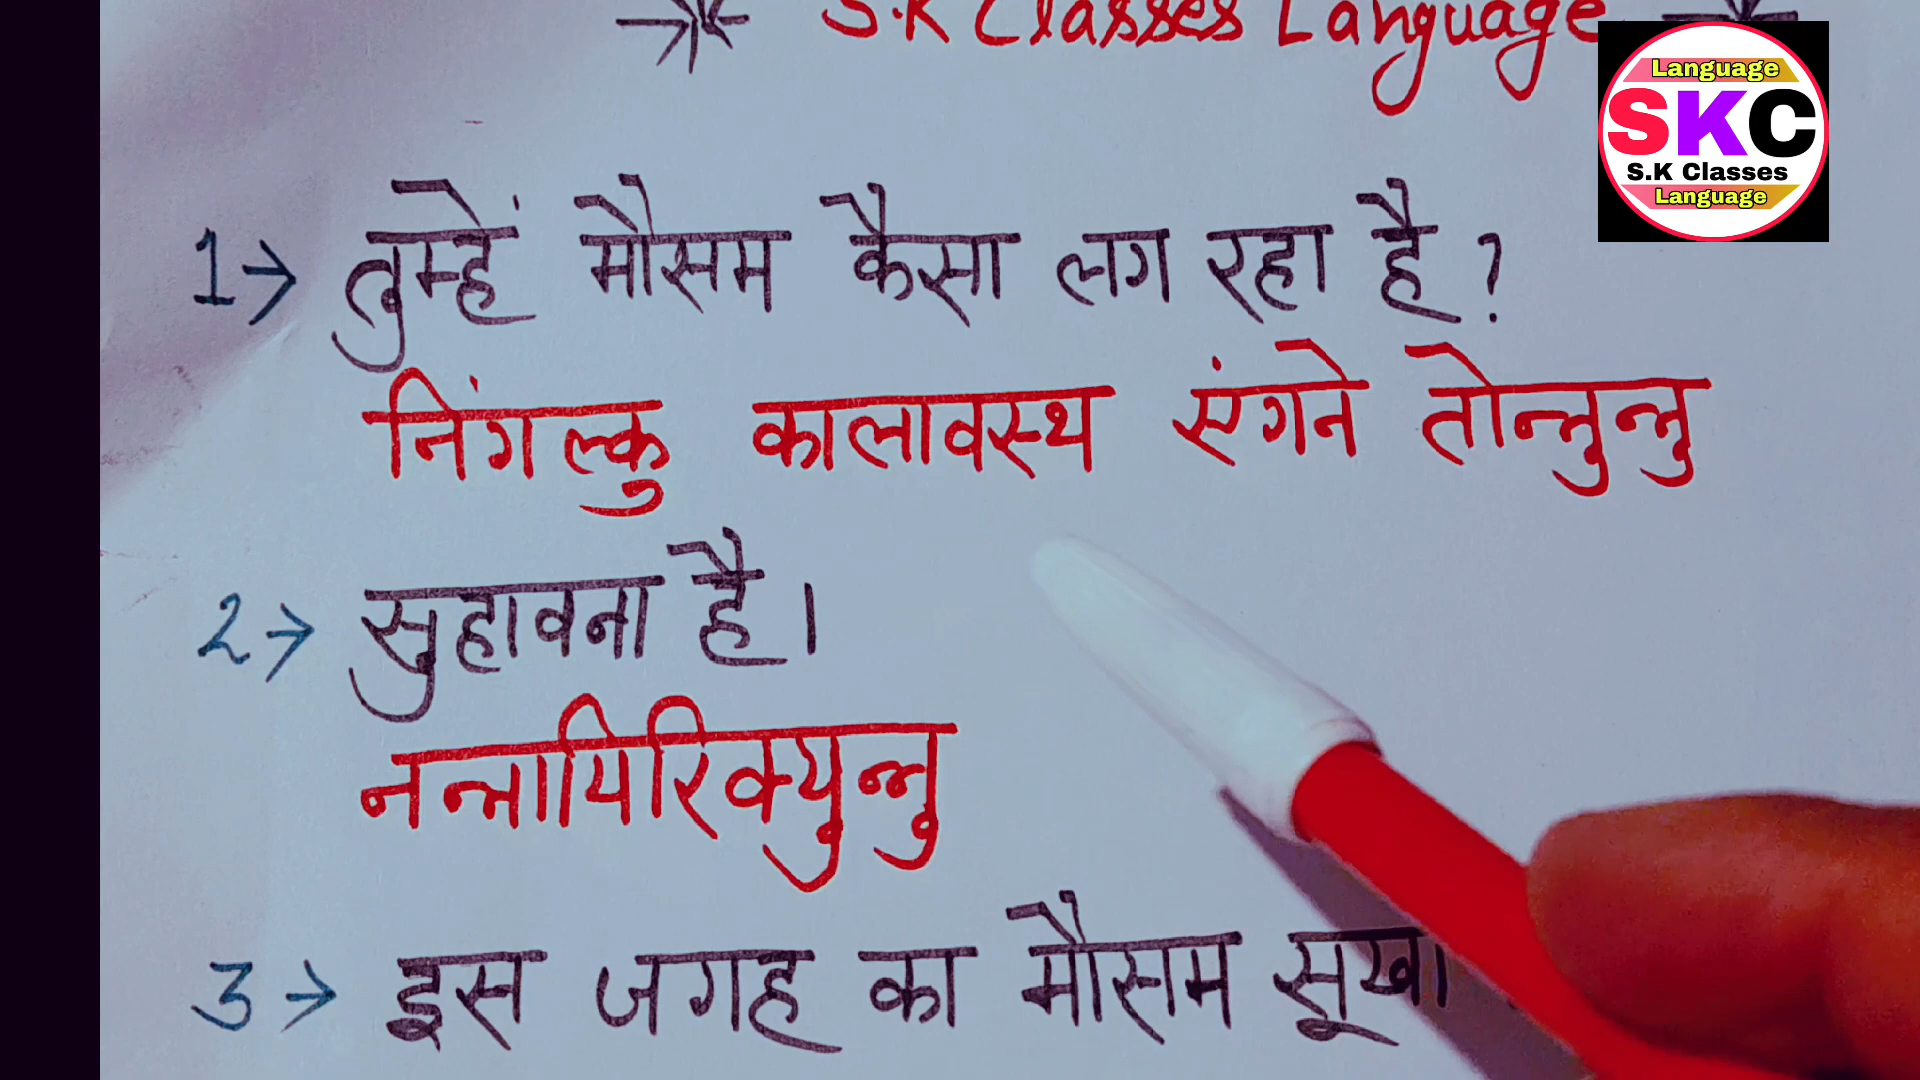 S.K Classes Language
Language
SKC
S.K Classes
Language
1→ तुम्हें मौसम कैसा लग रहा है ?
निंगल्कु कालावस्थ एंगने तोन्नुन्नु
2→ सुहावना है ।
नन्नायिरिक्युन्नु
3→ इस जगह का मौसम सूखा